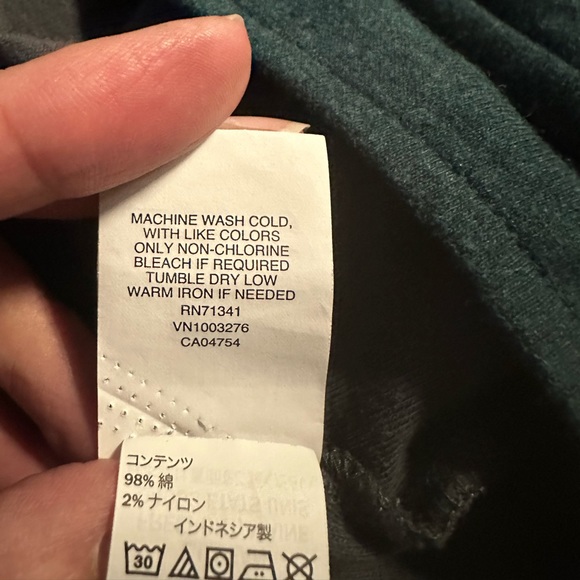 MACHINE WASH COLD,
WITH LIKE COLORS
ONLY NON-CHLORINE
BLEACH IF REQUIRED
TUMBLE DRY LOW
WARM IRON IF NEEDED
RN71341
VN1003276
CA04754
コンテンツ
98% 綿
2% ナイロン
インドネシア製
30